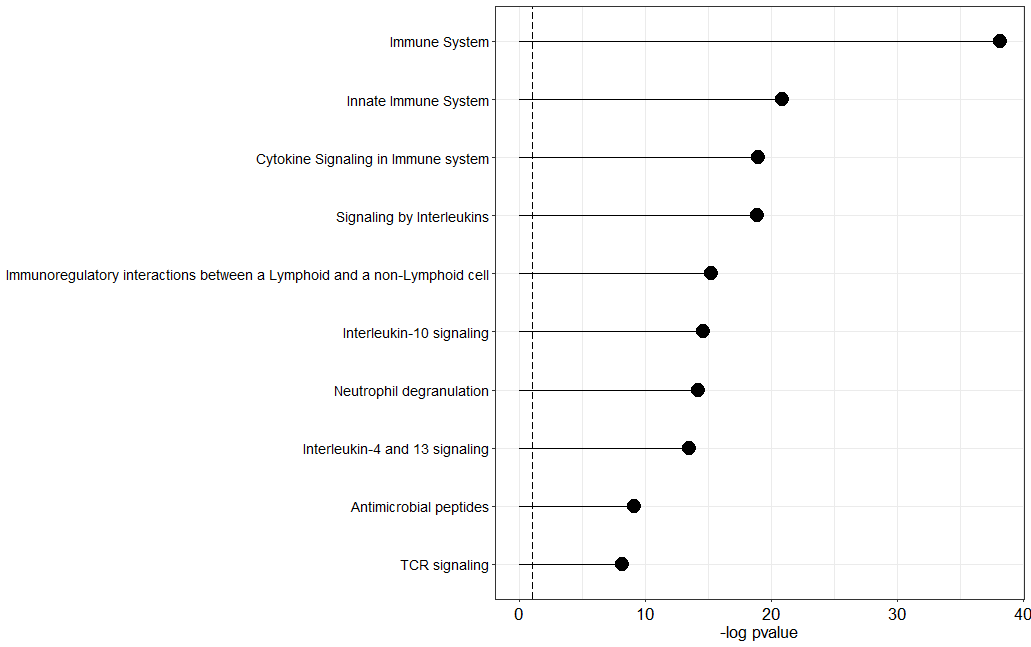 Immune System
Innate Immune System
Cytokine Signaling in Immune system
Signaling by Interleukins
Immunoregulatory interactions between a Lymphoid and a non-Lymphoid cell
Interleukin-10 signaling
Neutrophil degranulation
Interleukin-4 and 13 signaling
Antimicrobial peptides
TCR signaling
0 10 20 30 40
-log pvalue